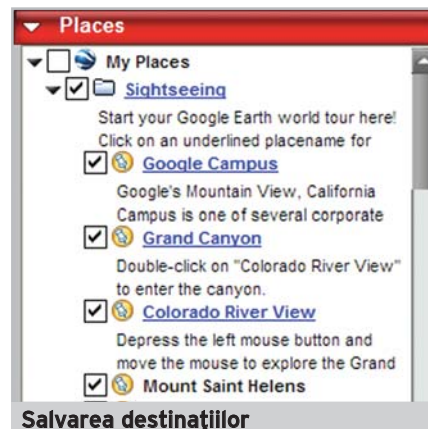 Places
My Places
Sightseeing
Start your Google Earth world tour here!
Click on an underlined placename for
Google Campus
Google's Mountain View, California
Campus is one of several corporate
Grand Canyon
Double-click on "Colorado River View"
to enter the canyon.
Colorado River View
Depress the left mouse button and
move the mouse to explore the Grand
Mount Saint Helens
Salvarea destinaţiilor